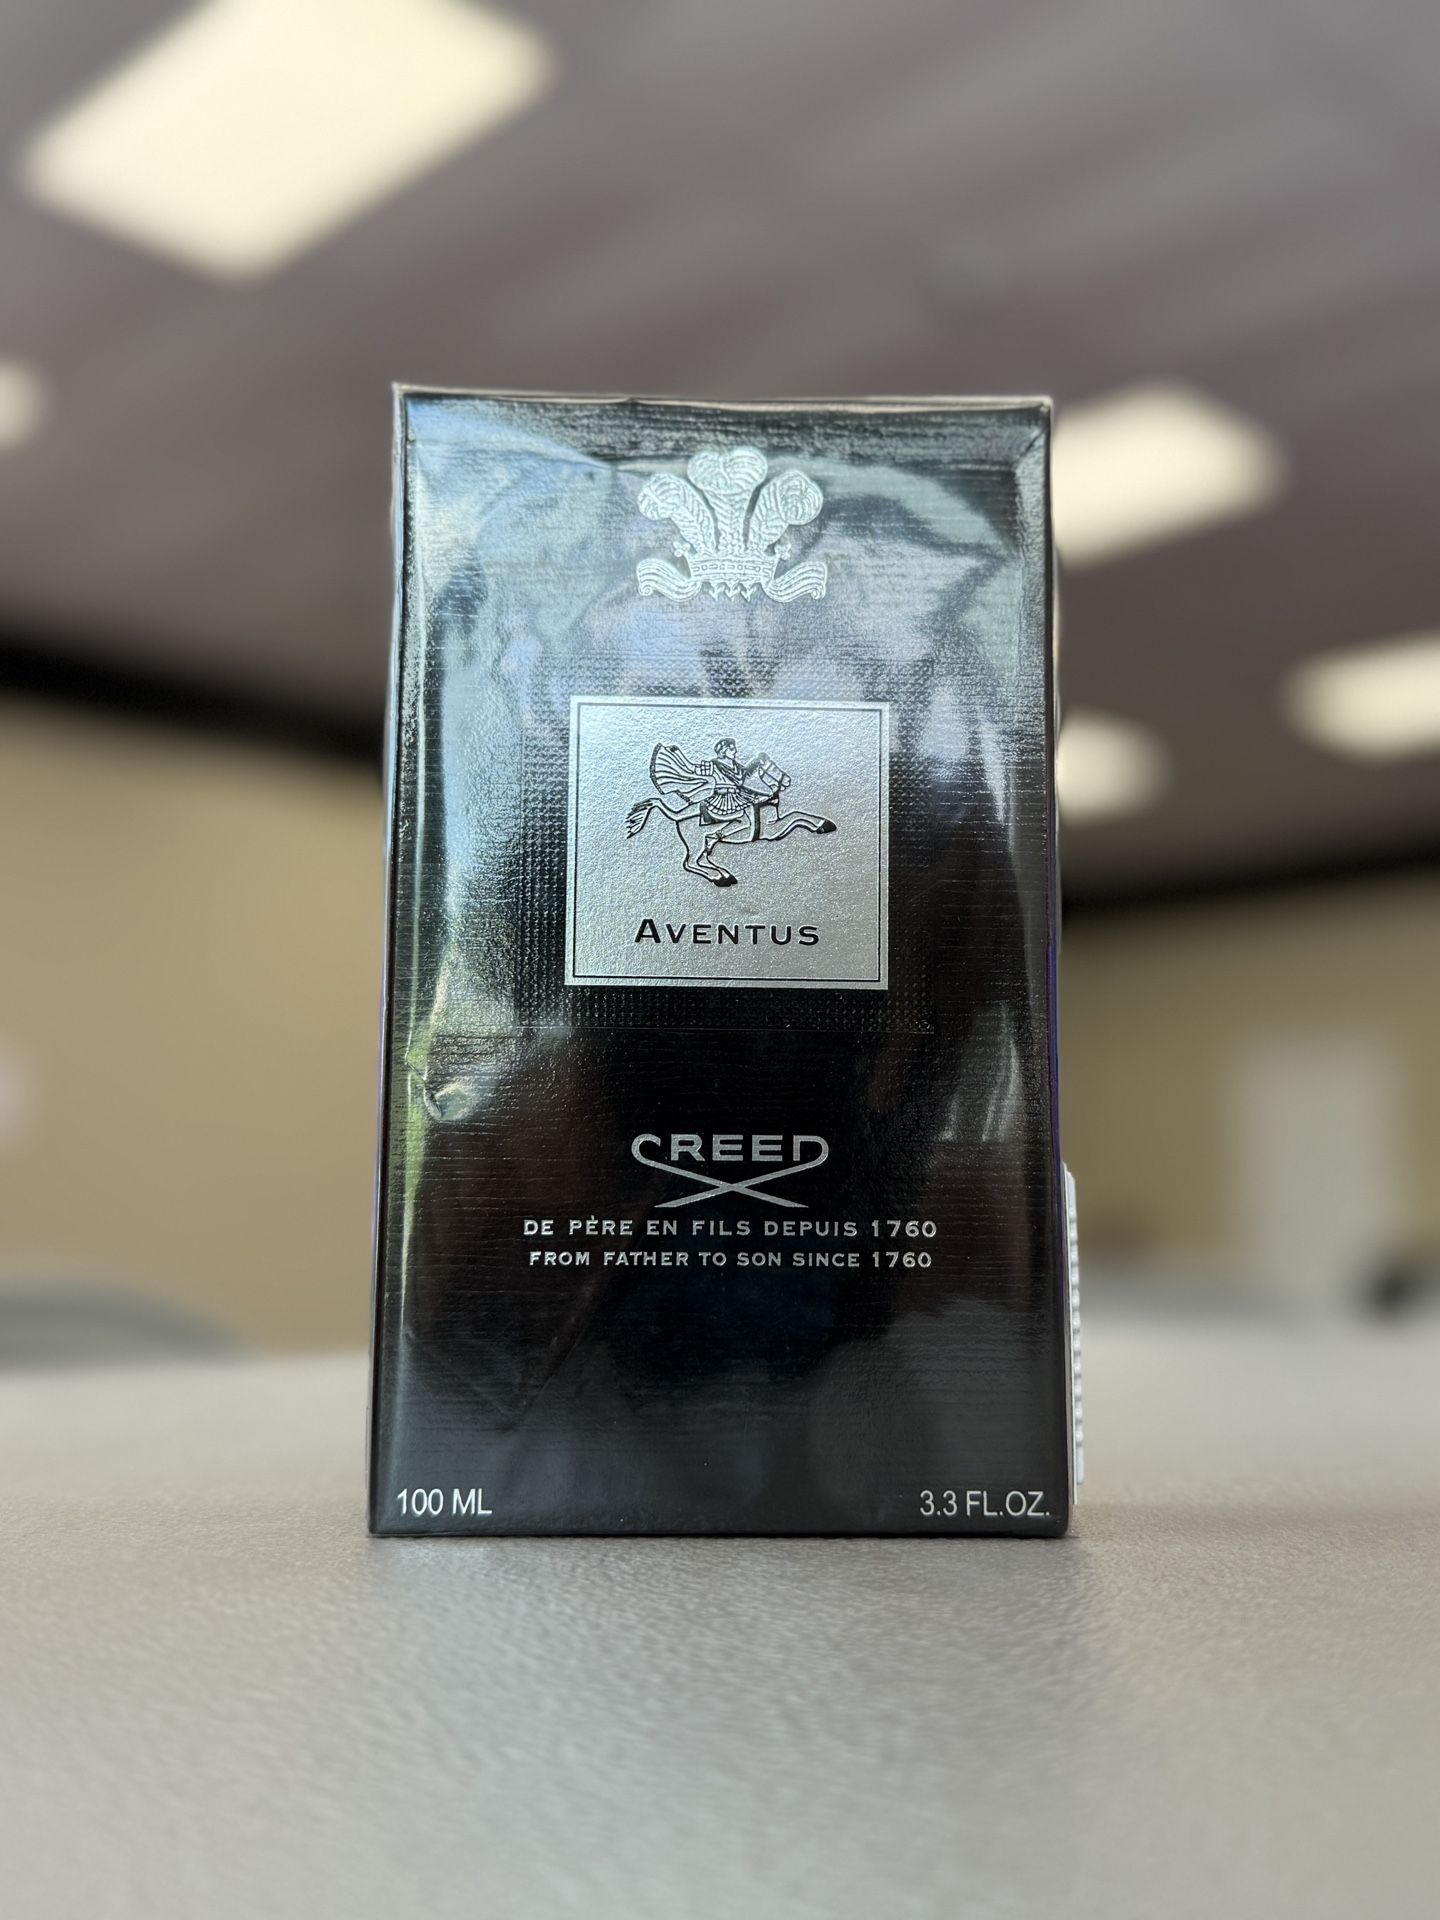 AVENTUS
CREED
DE PÈRE EN FILS DEPUIS 1760
FROM FATHER TO SON SINCE 1760
100 ML
3.3 FL.OZ.